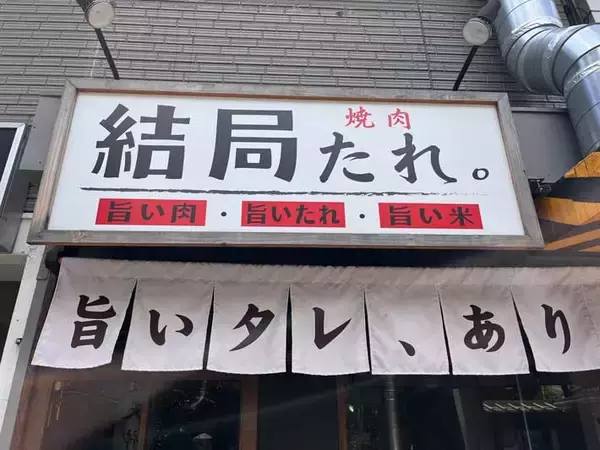 焼肉
結局たれ。
旨い肉・旨いたれ・旨い米
旨いタレ、あり